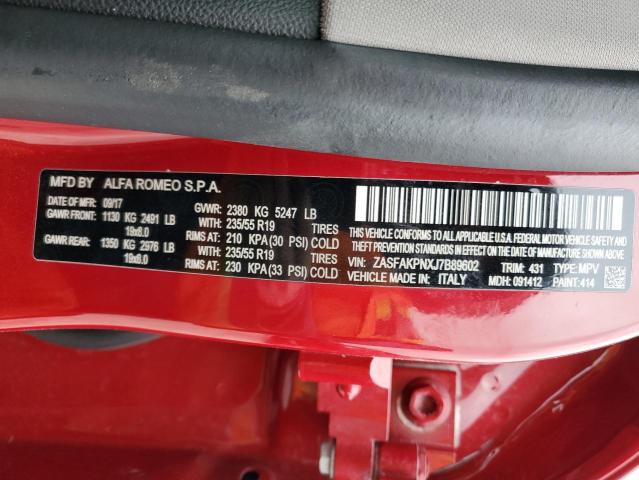 MFD BY ALFA ROMEO S.P.A.
DATE OF MFR: 09/17 GVWR: 2380 KG 5247 LB
GAWR FRONT: 1130 KG 2491 LB WITH: 235/55 R19 TIRES
19x8.0 AT: 210 KPA(30 PSI) COLD
GAWR REAR: 1350 KG 2976 LB WITH: 235/55 R19 TIRES
19x8.0 AT: 230 KPA(33 PSI) COLD
THIS VEHICLE CONFORMS TO ALL APPLICABLE U.S.A. FEDERAL MOTOR
VEHICLE SAFETY, BUMPER, AND THEFT PREVENTION STANDARDS IN
EFFECT ON THE DATE OF MANUFACTURE SHOWN ABOVE.
VIN: ZASFAKPNXJ7B89602 TRIM: 431 TYPE: MPV
VEHICLE MADE IN: ITALY MDH: 091412 PAINT: 414